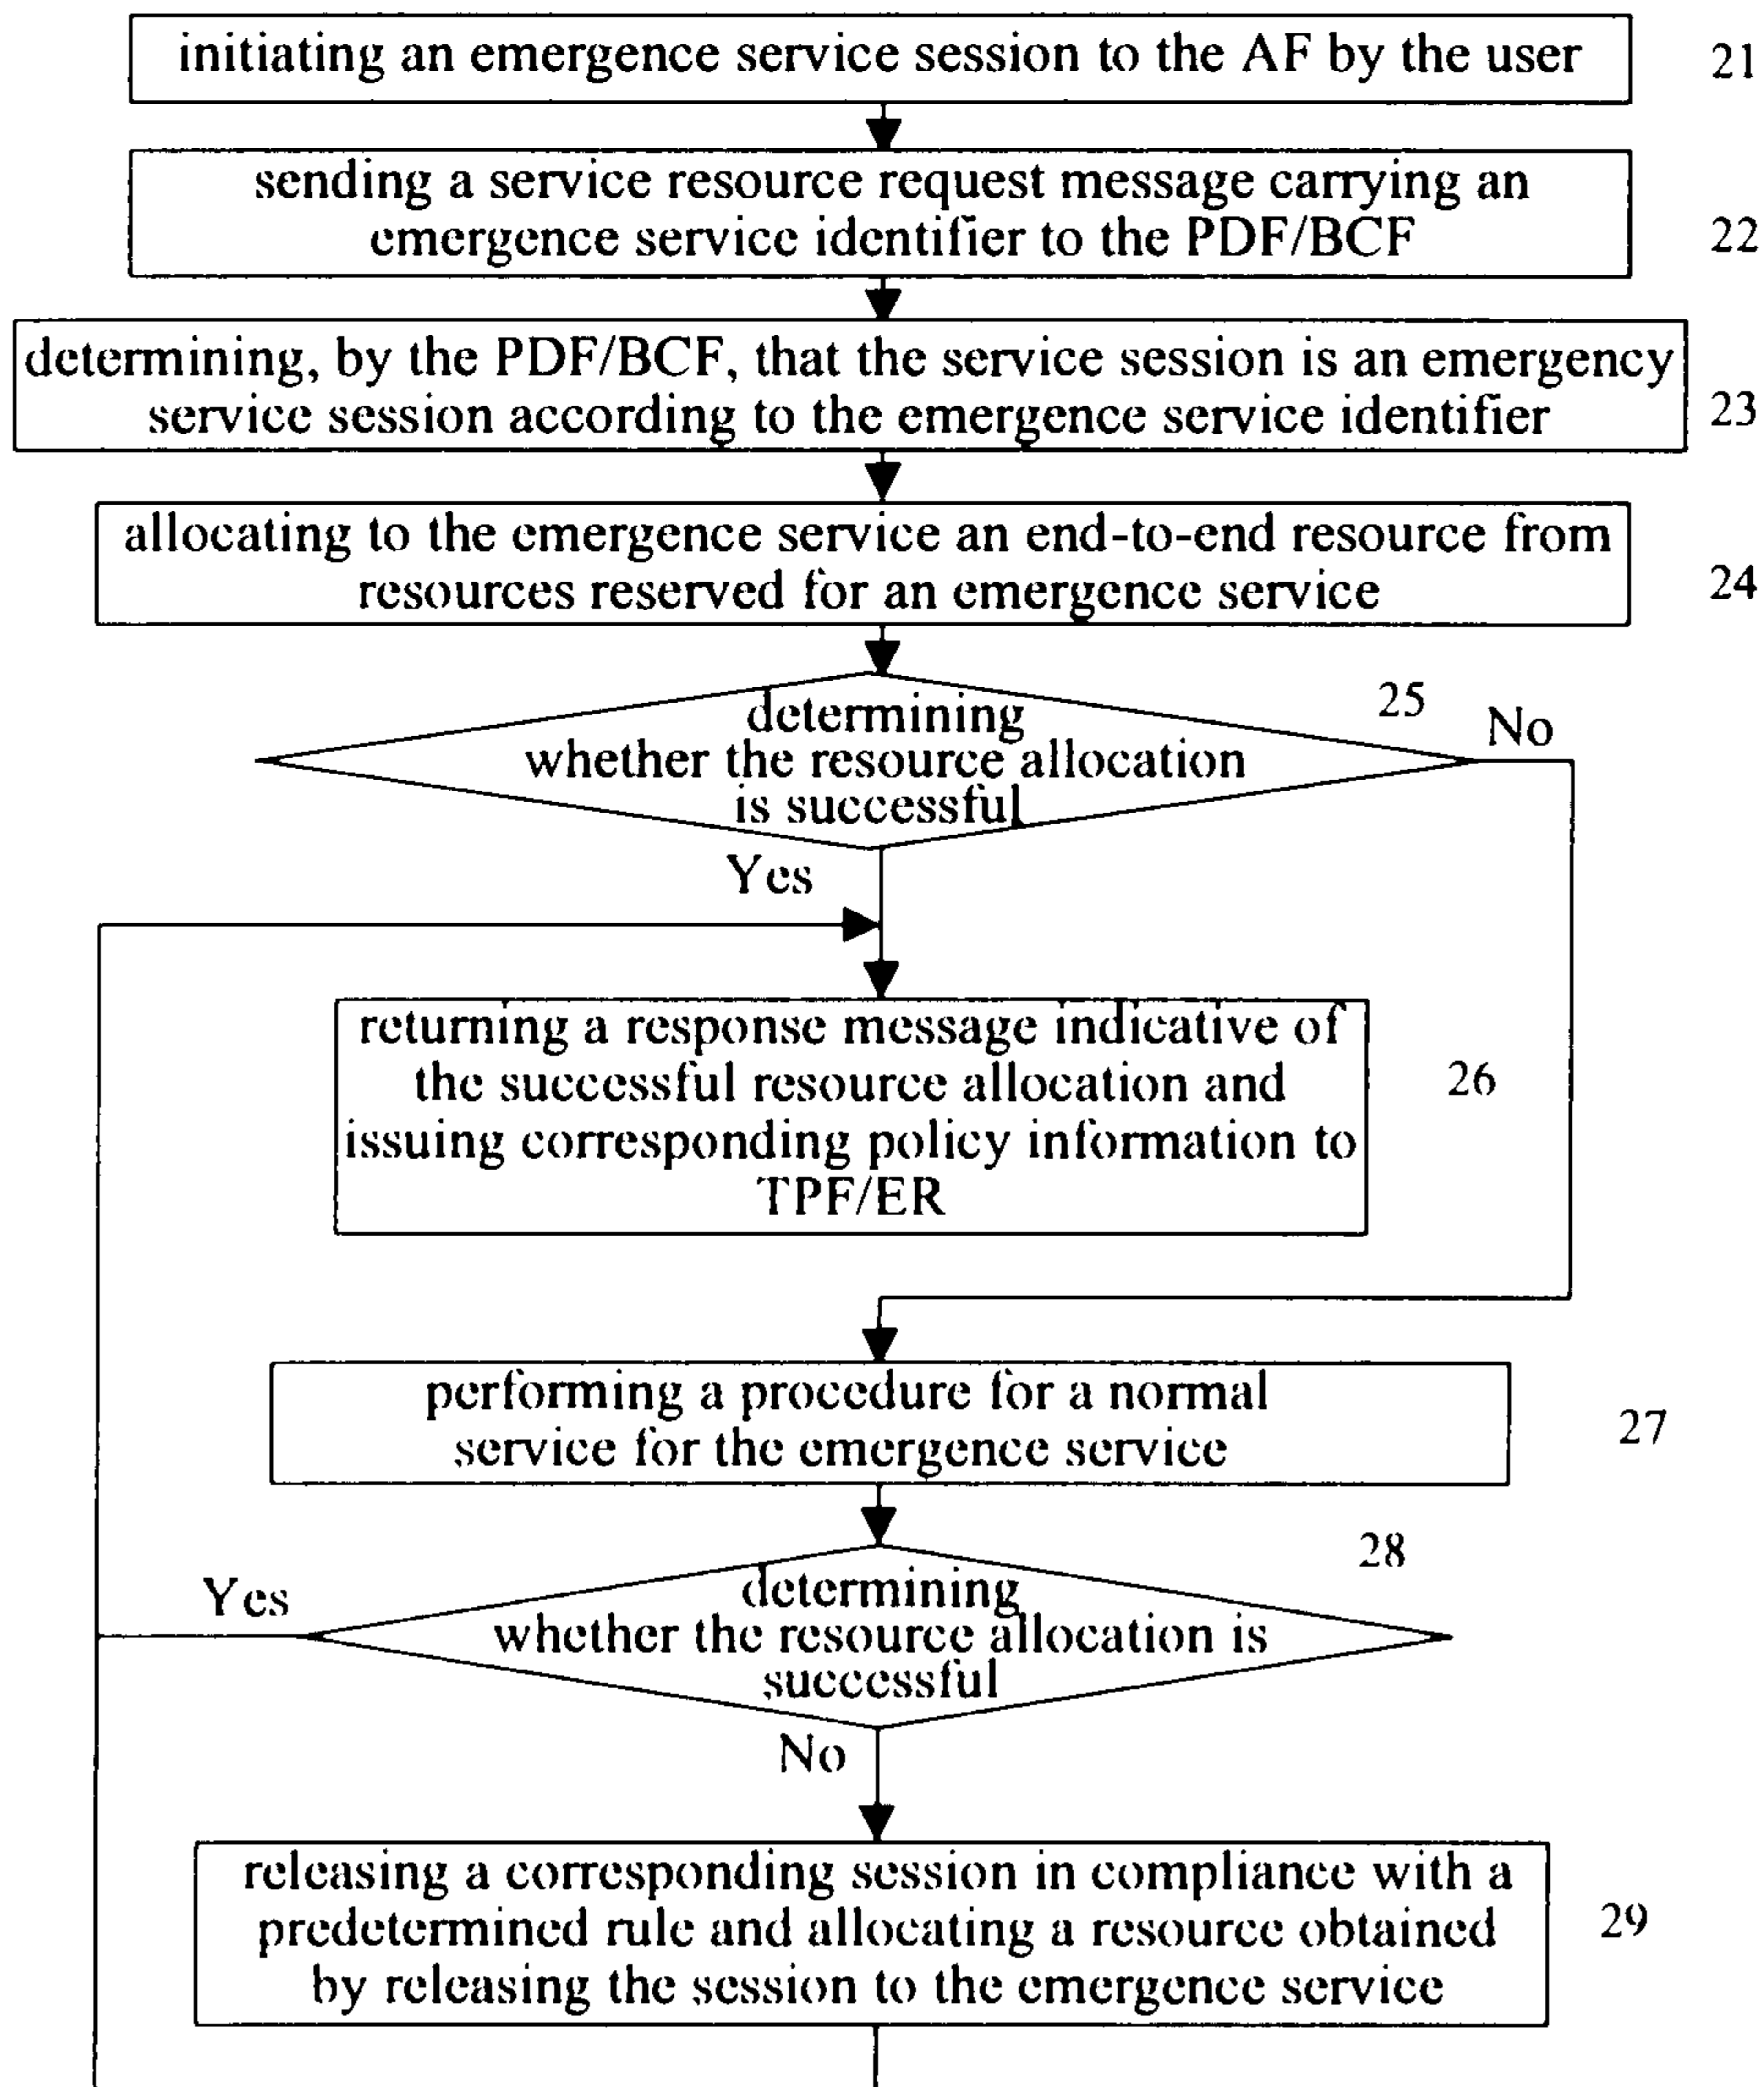 initiating an emergence service session to the AF by the user
21
sending a service resource request message carrying an
emergence service identifier to the PDF/BCF
22
determining, by the PDF/BCF, that the service session is an emergency
service session according to the emergence service identifier
23
allocating to the emergence service an end-to-end resource from
resources reserved for an emergence service
24
determining
whether the resource allocation
is successful
25
No
Yes
returning a response message indicative of
the successful resource allocation and
issuing corresponding policy information to
TPF/ER
26
performing a procedure for a normal
service for the emergence service
27
28
determining
whether the resource allocation is
successful
Yes
No
releasing a corresponding session in compliance with a
predetermined rule and allocating a resource obtained
by releasing the session to the emergence service
29